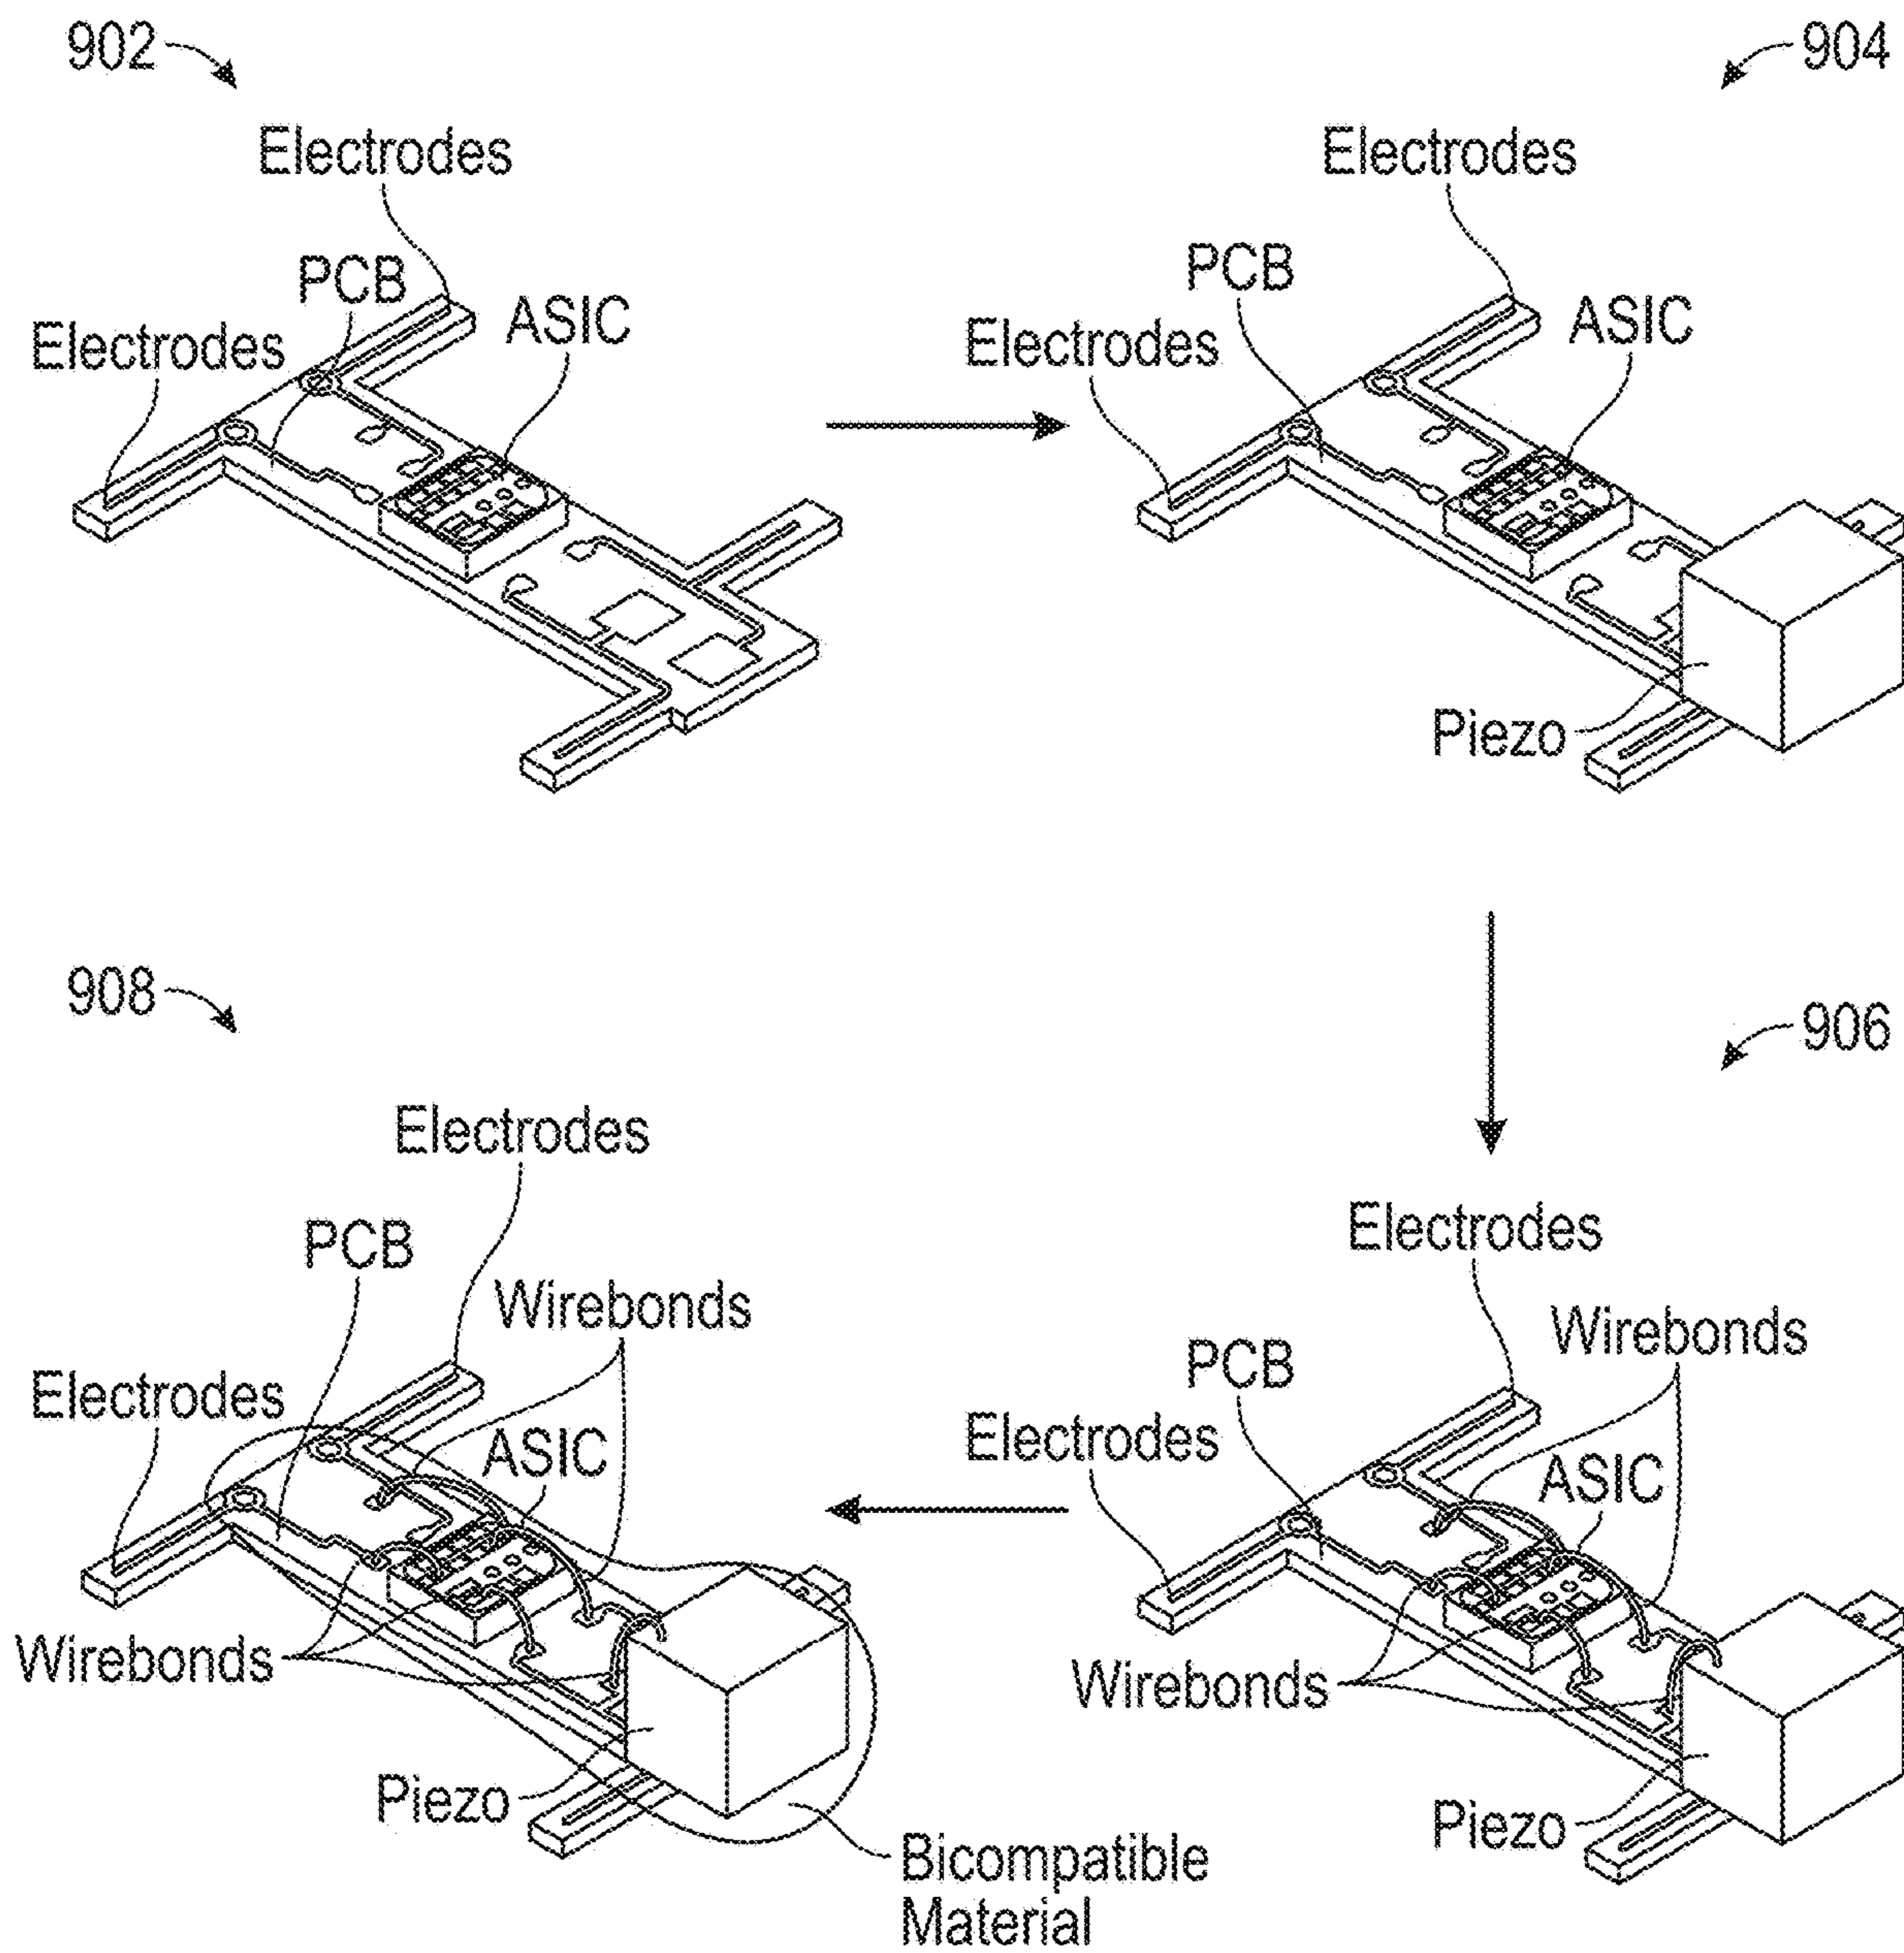 902
904
Electrodes
Electrodes
PCB
PCB
ASIC
ASIC
Electrodes
Electrodes
Piezo
908
906
Electrodes
Electrodes
PCB
Wirebonds
Wirebonds
PCB
Electrodes
Electrodes
ASIC
ASIC
Wirebonds
Wirebonds
Piezo
Piezo
Bicompatible
Material